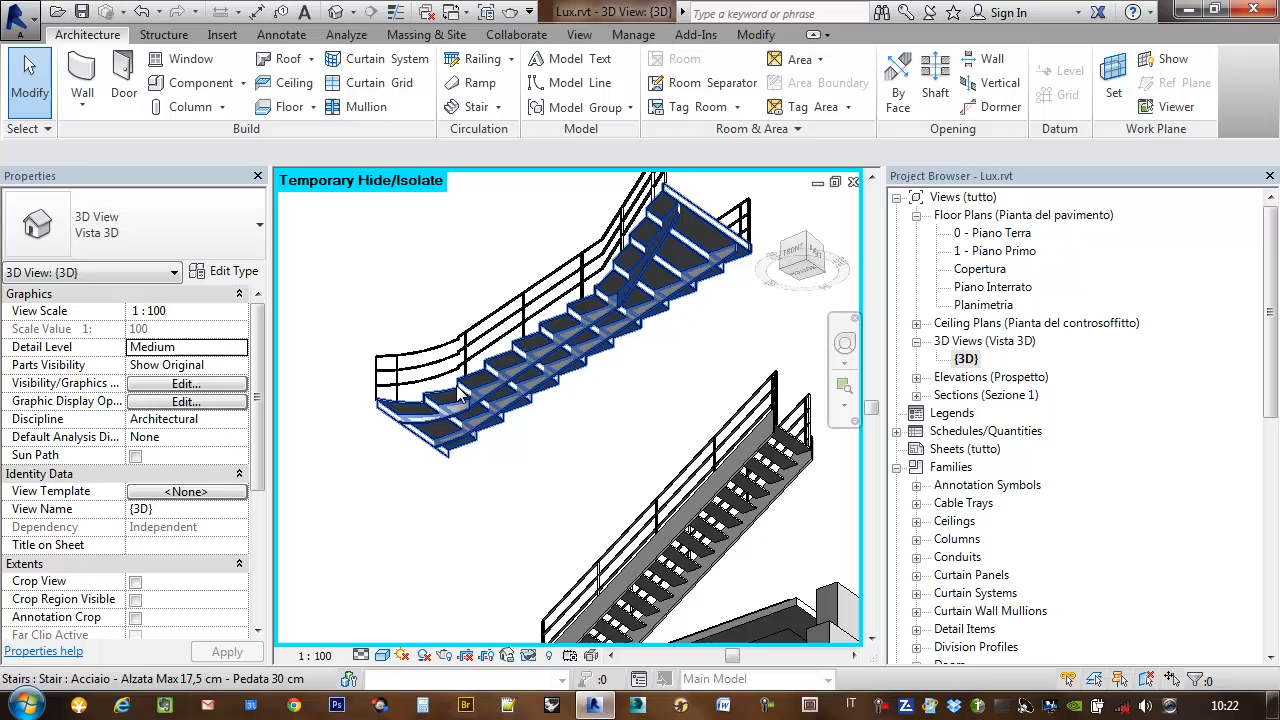 Lux.rvt - 3D View: {3D}
Type a keyword or phrase
Sign In
Architecture Structure Insert Annotate Analyze Massing & Site Collaborate View Manage Add-Ins Modify
Modify
Wall
Door
Window
Component
Column
Roof
Ceiling
Floor
Curtain System
Curtain Grid
Mullion
Railing
Ramp
Stair
Model Text
Model Line
Model Group
Room
Room Separator
Tag Room
Area
Area Boundary
Tag Area
By Face
Shaft
Wall
Vertical
Dormer
Level
Grid
Set
Show
Ref Plane
Viewer
Select Build Circulation Model Room & Area Opening Datum Work Plane
Properties
3D View
Vista 3D
3D View: {3D} Edit Type
Graphics
View Scale 1 : 100
Scale Value 1: 100
Detail Level Medium
Parts Visibility Show Original
Visibility/Graphics ... Edit...
Graphic Display Op... Edit...
Discipline Architectural
Default Analysis Di... None
Sun Path
Identity Data
View Template <None>
View Name {3D}
Dependency Independent
Title on Sheet
Extents
Crop View
Crop Region Visible
Annotation Crop
Far Clip Active
Properties help Apply
Temporary Hide/Isolate
FRONT
1 : 100
Project Browser - Lux.rvt
Views (tutto)
Floor Plans (Pianta del pavimento)
0 - Piano Terra
1 - Piano Primo
Copertura
Piano Interrato
Planimetria
Ceiling Plans (Pianta del controsoffitto)
3D Views (Vista 3D)
{3D}
Elevations (Prospetto)
Sections (Sezione 1)
Legends
Schedules/Quantities
Sheets (tutto)
Families
Annotation Symbols
Cable Trays
Ceilings
Columns
Conduits
Curtain Panels
Curtain Systems
Curtain Wall Mullions
Detail Items
Division Profiles
Stairs : Stair : Acciaio - Alzata Max 17,5 cm - Pedata 30 cm
:0
Main Model
:0
IT
10:22